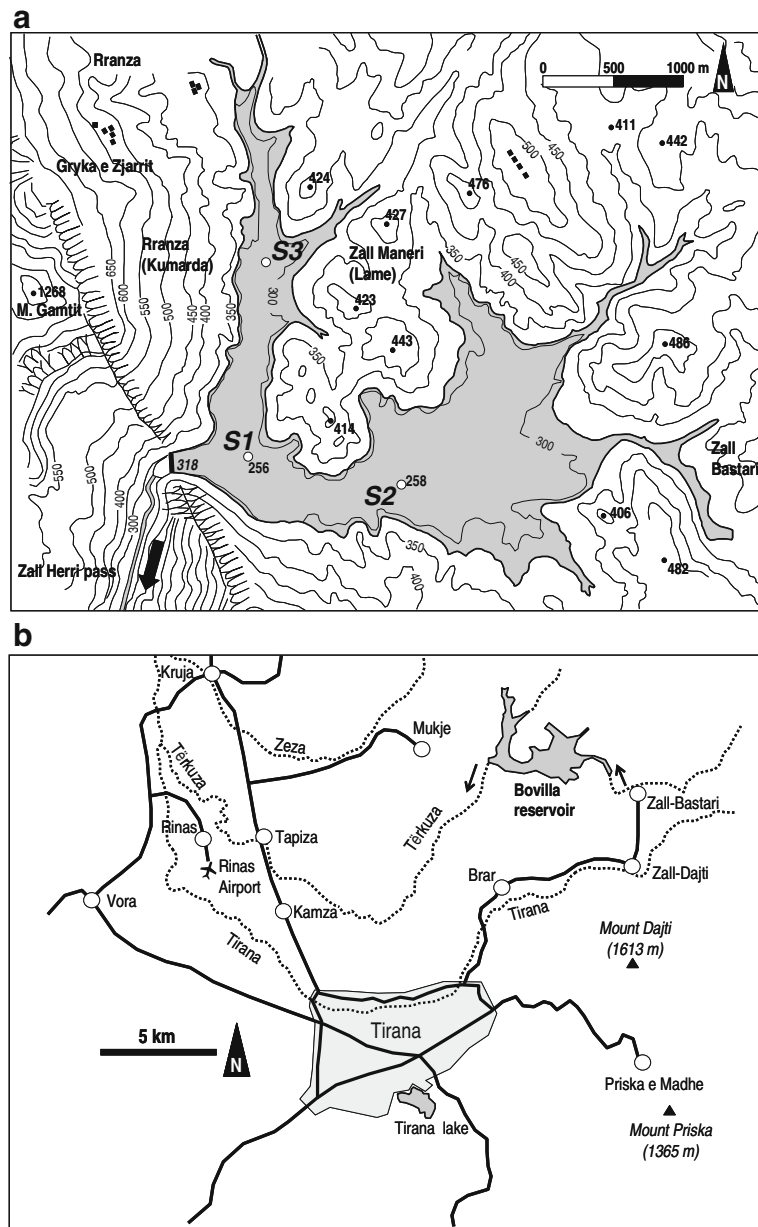 a
Rranza
0 500 1000 m
N
411
442
Gryka e Zjarrit
450
500
424
476
427
Rranza
(Kumarda)
S3
Zall Maneri
(Lame)
350
450
400
650
600
550
500
450
400
350
300
1268
M. Gamtit
423
443
486
350
414
S1
318
256
S2
258
300
Zall
Bastari
550
500
400
300
406
482
350
400
Zall Herri pass
b
Kruja
Zeza
Mukje
Tërkuza
Bovilla
reservoir
Zall-Bastari
Tërkuza
Rinas
Tapiza
Rinas
Airport
Brar
Zall-Dajti
Vora
Kamza
Tirana
Tirana
Mount Dajti
(1613 m)
5 km
N
Tirana
Priska e Madhe
Tirana lake
Mount Priska
(1365 m)